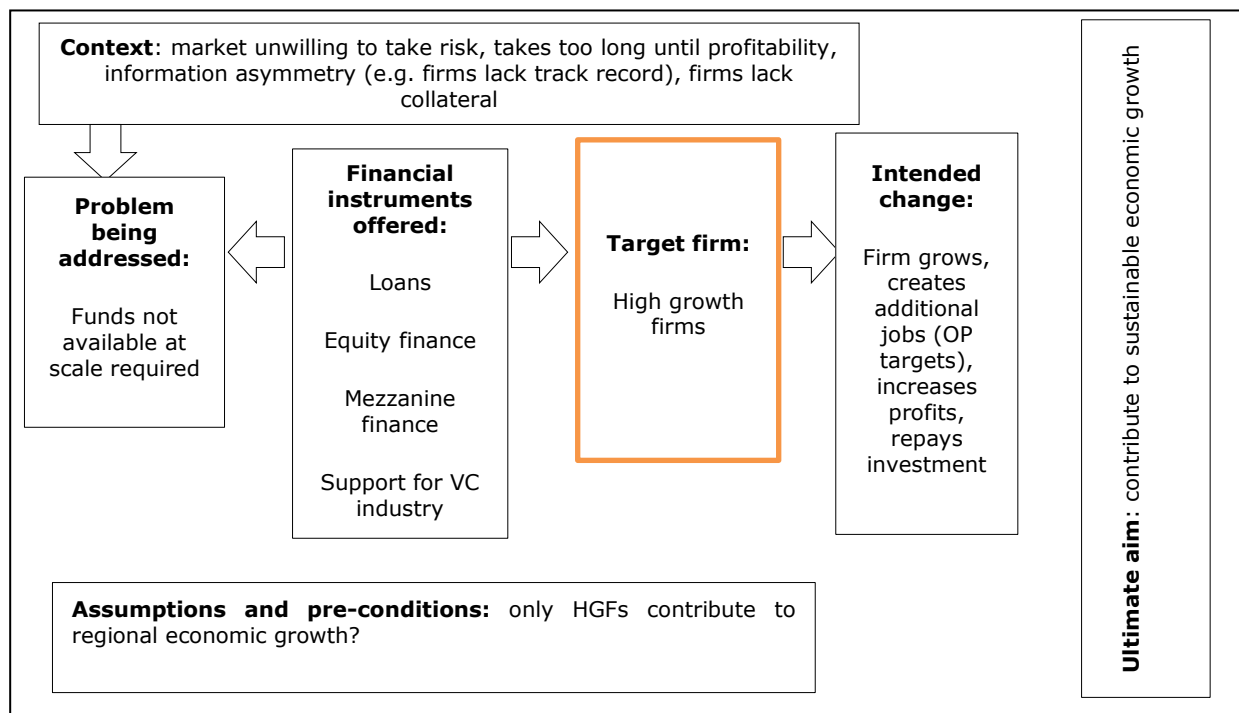 Context: market unwilling to take risk, takes too long until profitability,
information asymmetry (e.g. firms lack track record), firms lack
collateral
Problem
being
addressed:
Funds not
available at
scale required
Financial
instruments
offered:
Loans
Equity finance
Mezzanine
finance
Support for VC
industry
Target firm:
High growth
firms
Intended
change:
Firm grows,
creates
additional
jobs (OP
targets),
increases
profits,
repays
investment
Assumptions and pre-conditions: only HGFs contribute to
regional economic growth?
Ultimate aim: contribute to sustainable economic growth